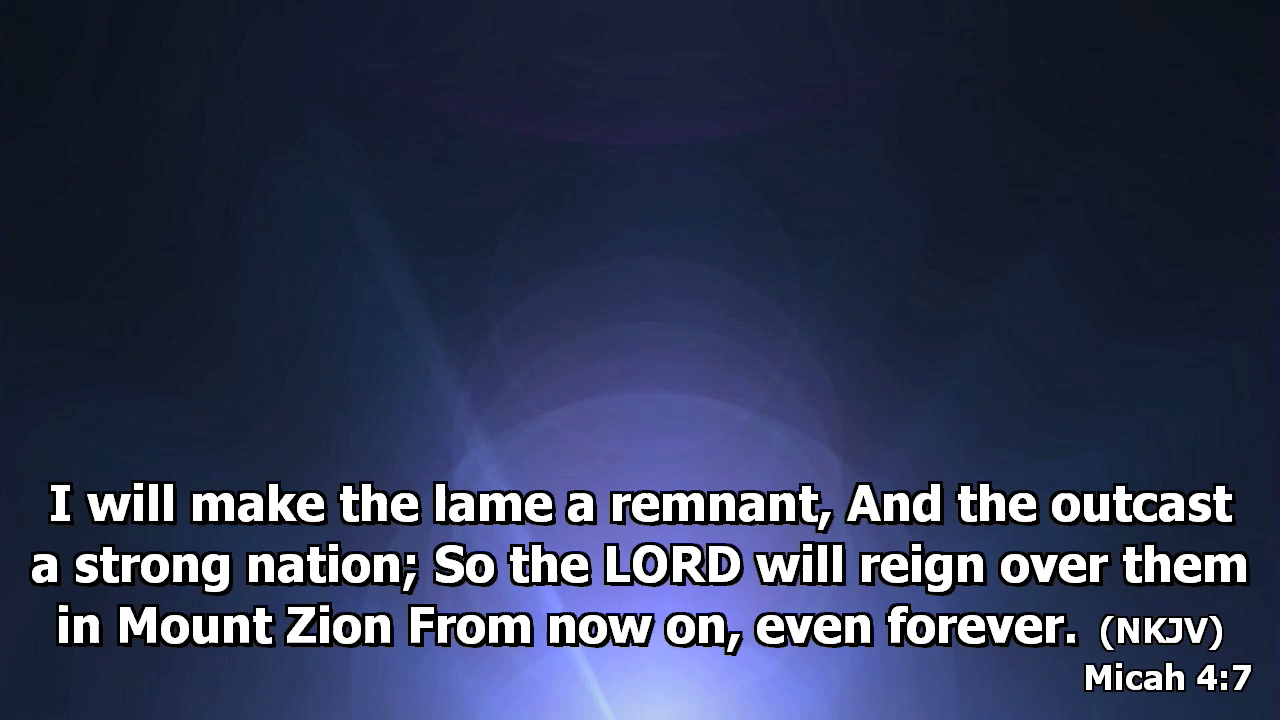 I will make the lame a remnant, And the outcast
a strong nation; So the LORD will reign over them
in Mount Zion From now on, even forever. (NKJV)
Micah 4:7